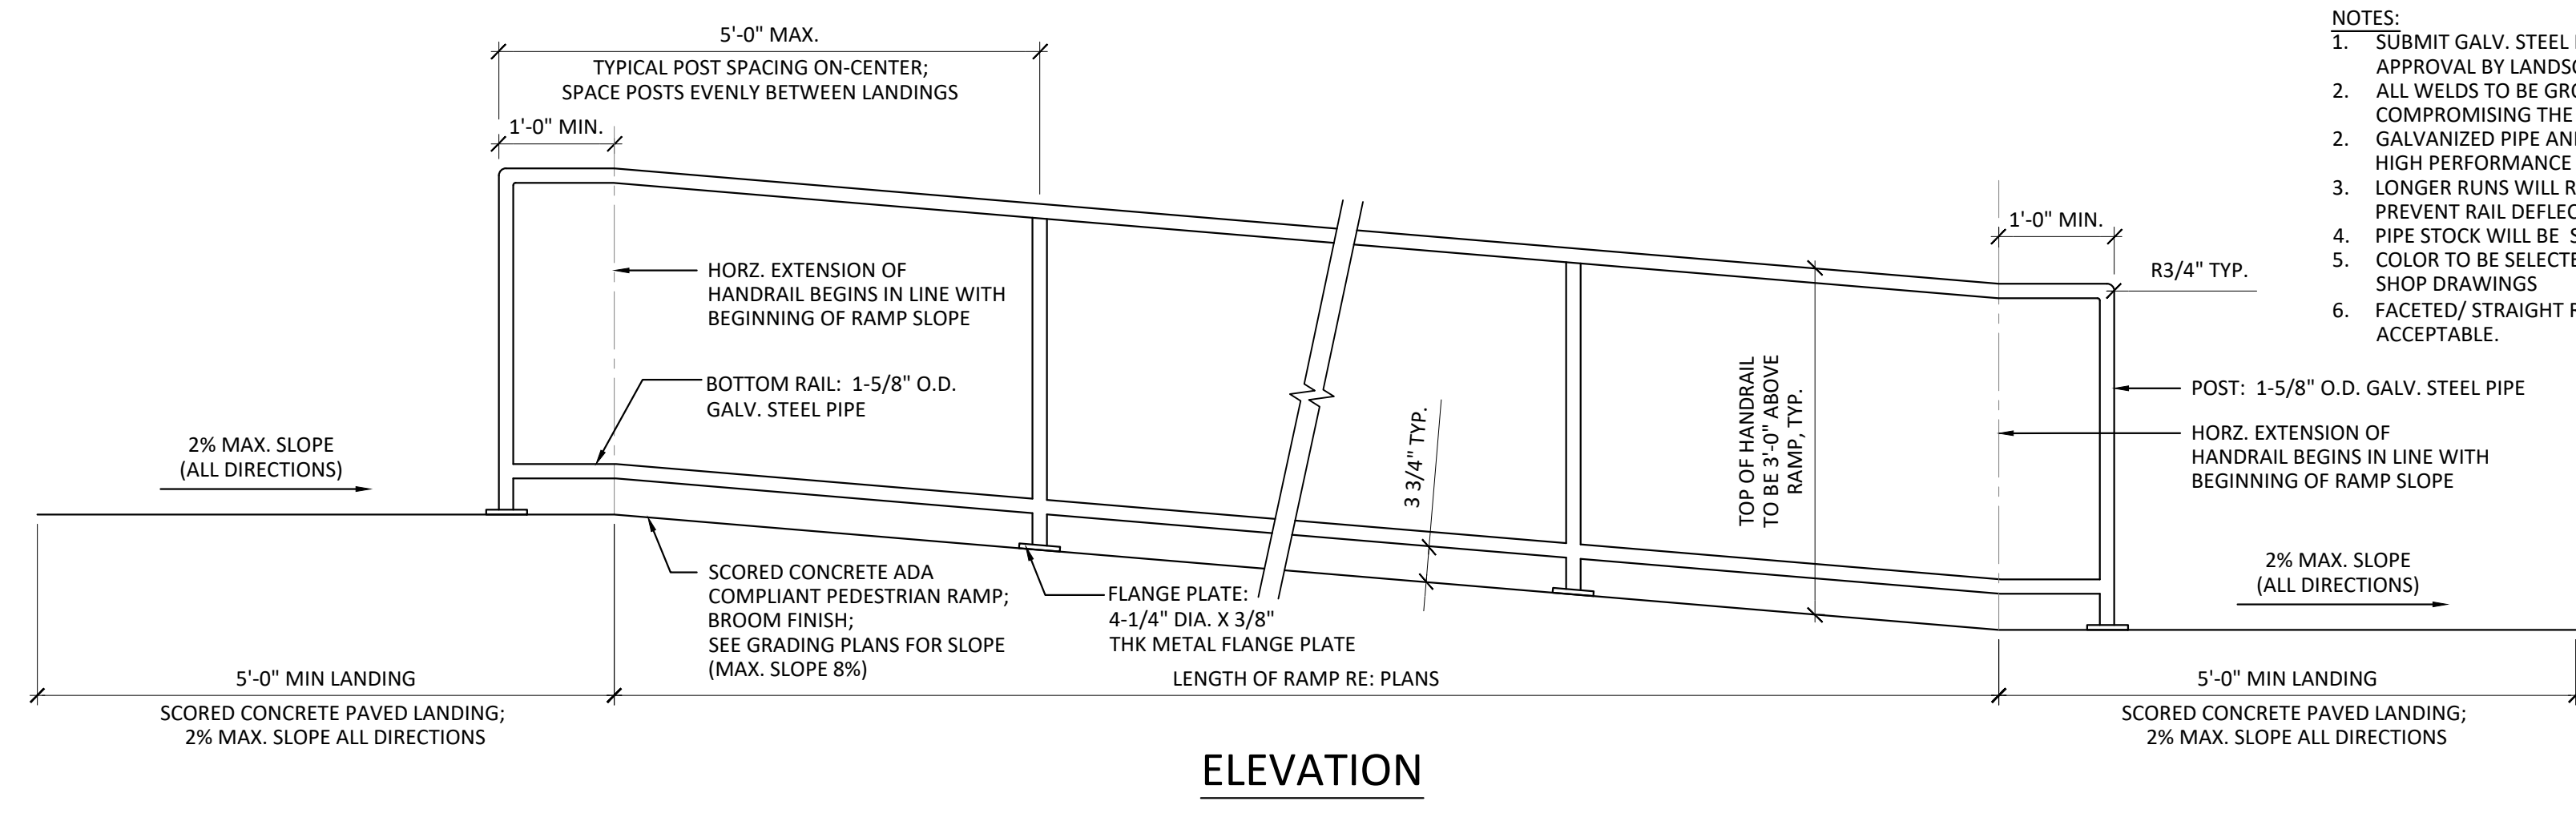 5'-0" MAX.
TYPICAL POST SPACING ON-CENTER;
SPACE POSTS EVENLY BETWEEN LANDINGS
1'-0" MIN.
HORZ. EXTENSION OF
HANDRAIL BEGINS IN LINE WITH
BEGINNING OF RAMP SLOPE
BOTTOM RAIL: 1-5/8" O.D.
GALV. STEEL PIPE
2% MAX. SLOPE
(ALL DIRECTIONS)
SCORED CONCRETE ADA
COMPLIANT PEDESTRIAN RAMP;
BROOM FINISH;
SEE GRADING PLANS FOR SLOPE
(MAX. SLOPE 8%)
FLANGE PLATE:
4-1/4" DIA. X 3/8"
THK METAL FLANGE PLATE
3 3/4" TYP.
TOP OF HANDRAIL
TO BE 3'-0" ABOVE
RAMP, TYP.
1'-0" MIN.
R3/4" TYP.
NOTES:
1. SUBMIT GALV. STEEL
APPROVAL BY
2. ALL WELDS TO BE
COMPROMISING THE
2. GALVANIZED PIPE
HIGH PERFORMANCE
3. LONGER RUNS WILL
PREVENT RAIL
4. PIPE STOCK WILL BE
5. COLOR TO BE
SHOP DRAWINGS
6. FACETED/ STRAIGHT
ACCEPTABLE.
POST: 1-5/8" O.D. GALV. STEEL PIPE
HORZ. EXTENSION OF
HANDRAIL BEGINS IN LINE WITH
BEGINNING OF RAMP SLOPE
2% MAX. SLOPE
(ALL DIRECTIONS)
5'-0" MIN LANDING
SCORED CONCRETE PAVED LANDING;
2% MAX. SLOPE ALL DIRECTIONS
LENGTH OF RAMP RE: PLANS
5'-0" MIN LANDING
SCORED CONCRETE PAVED LANDING;
2% MAX. SLOPE ALL DIRECTIONS
ELEVATION